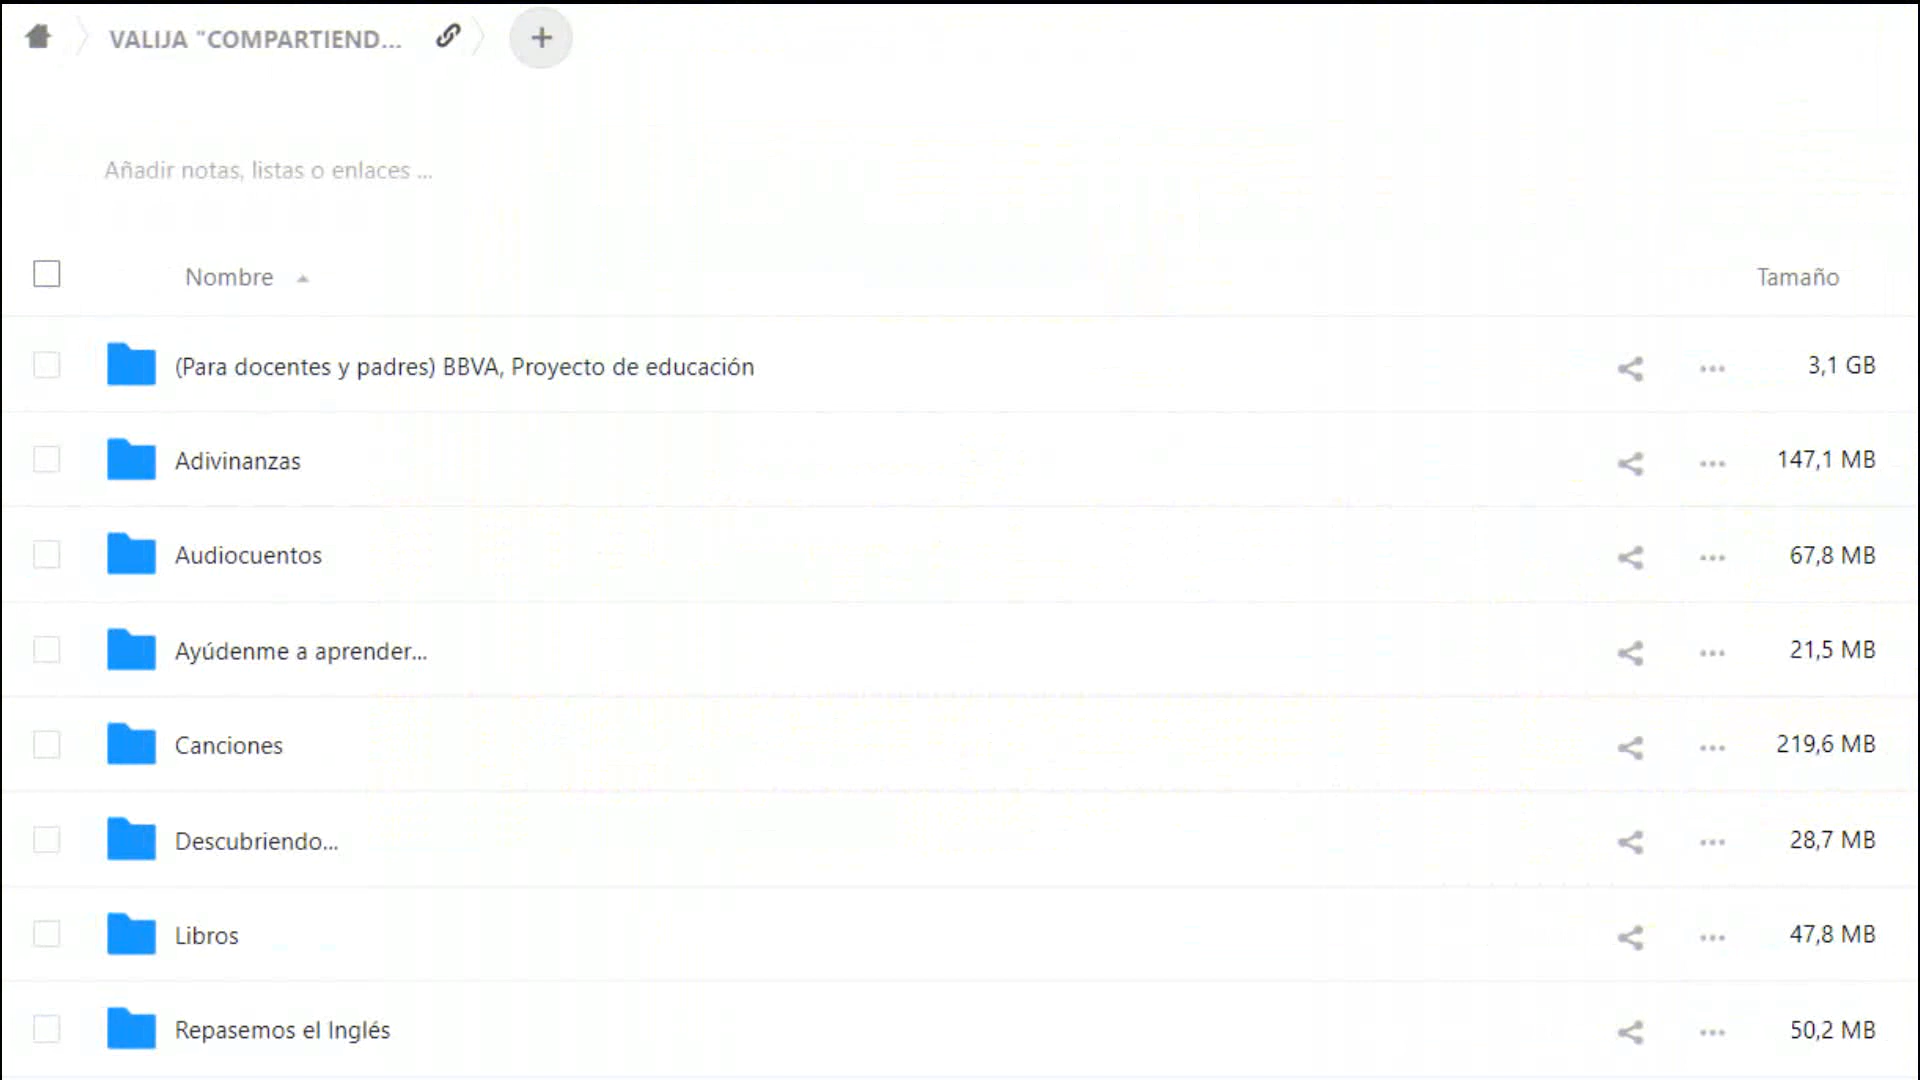 VALIJA "COMPARTIEND...
+
Añadir notas, listas o enlaces ...
Nombre Tamaño
(Para docentes y padres) BBVA, Proyecto de educación 3,1 GB
Adivinanzas 147,1 MB
Audiocuentos 67,8 MB
Ayúdenme a aprender... 21,5 MB
Canciones 219,6 MB
Descubriendo... 28,7 MB
Libros 47,8 MB
Repasemos el Inglés 50,2 MB